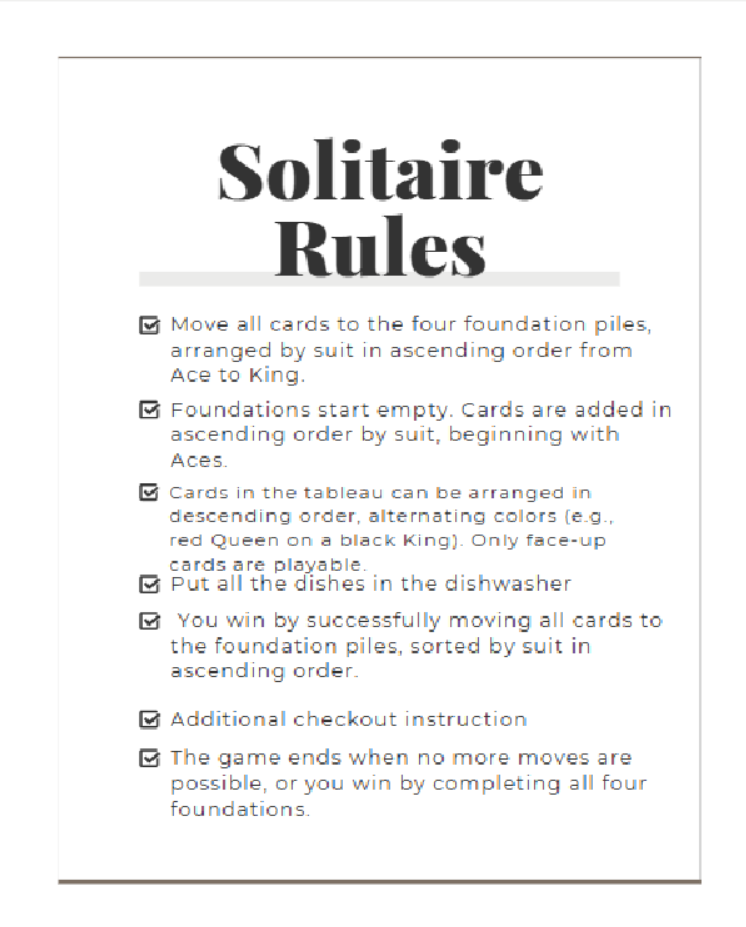 Solitaire
Rules
Move all cards to the four foundation piles,
arranged by suit in ascending order from
Ace to King.
Foundations start empty. Cards are added in
ascending order by suit, beginning with
Aces.
Cards in the tableau can be arranged in
descending order, alternating colors (e.g.,
red Queen on a black King). Only face-up
cards are playable.
Put all the dishes in the dishwasher
You win by successfully moving all cards to
the foundation piles, sorted by suit in
ascending order.
Additional checkout instruction
The game ends when no more moves are
possible, or you win by completing all four
foundations.